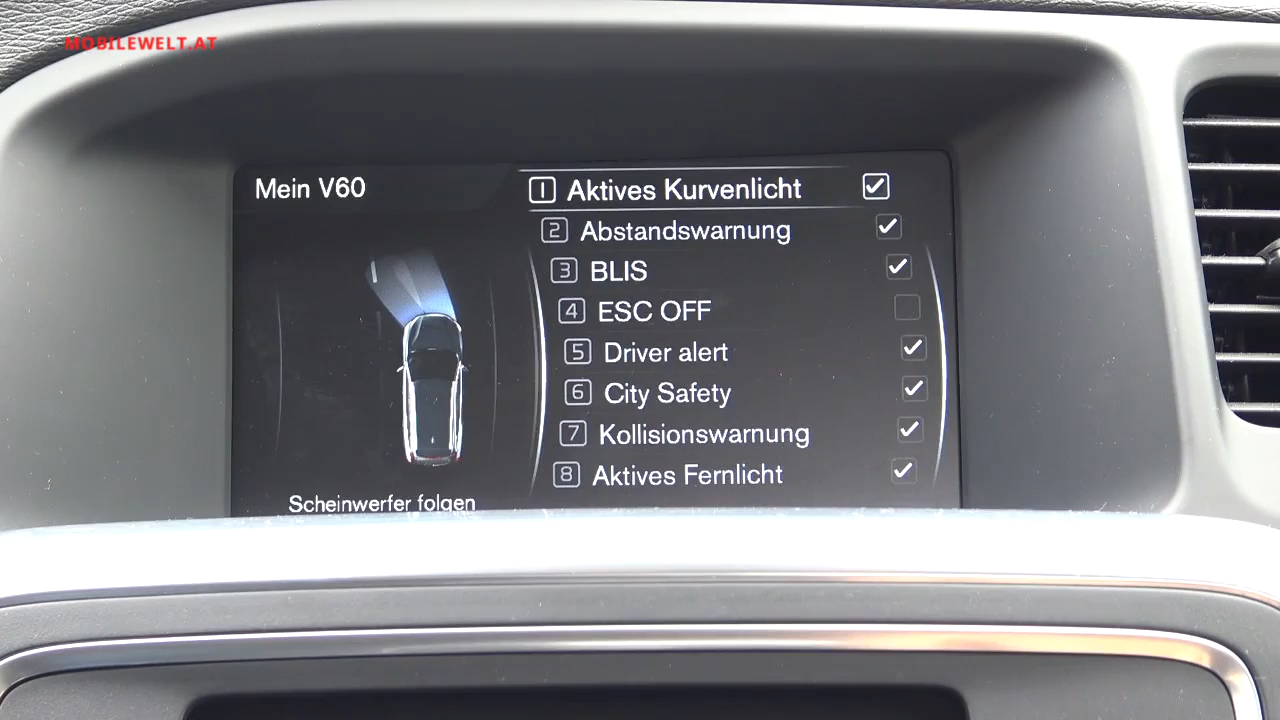 MOBILEWELT.AT
Mein V60
1 Aktives Kurvenlicht
2 Abstandswarnung
3 BLIS
4 ESC OFF
5 Driver alert
6 City Safety
7 Kollisionswarnung
8 Aktives Fernlicht
Scheinwerfer folgen